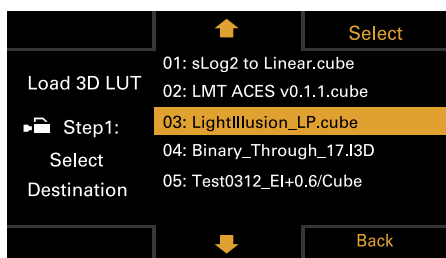 Select
Load 3D LUT
Step1:
Select
Destination
01: sLog2 to Linear.cube
02: LMT ACES v0.1.1.cube
03: LightIllusion_LP.cube
04: Binary_Through_17.l3D
05: Test0312_EI+0.6/Cube
Back